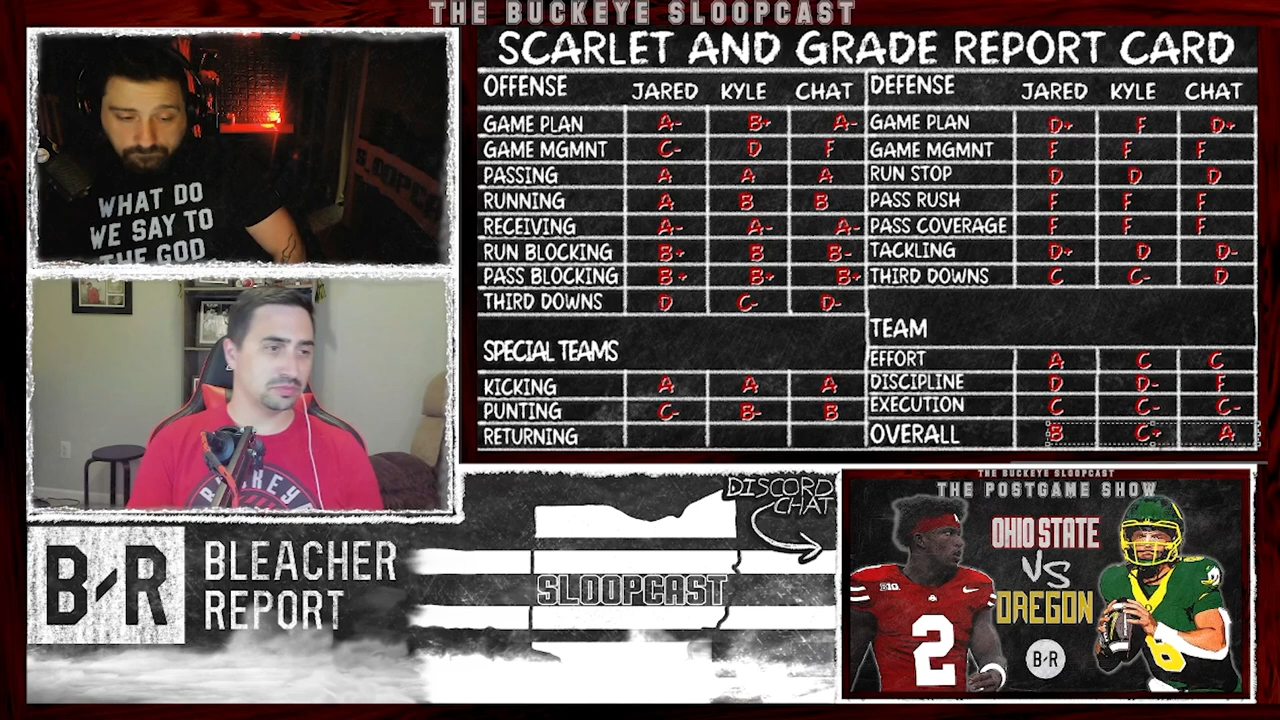 THE BUCKEYE SLOOPCAST
SCARLET AND GRADE REPORT CARD
OFFENSE JARED KYLE CHAT
GAME PLAN A- B+ A-
GAME MGMNT C- D F
PASSING A A A
RUNNING A B B
RECEIVING A- A- A-
RUN BLOCKING B+ B B-
PASS BLOCKING B+ B+ B+
THIRD DOWNS D C- D-
SPECIAL TEAMS
KICKING A A A
PUNTING C- B- B
RETURNING
DEFENSE JARED KYLE CHAT
GAME PLAN D+ F D+
GAME MGMNT F F F
RUN STOP D D D
PASS RUSH F F F
PASS COVERAGE F F F
TACKLING D+ D D-
THIRD DOWNS C C- D
TEAM
EFFORT A C C
DISCIPLINE D D- F
EXECUTION C C- C-
OVERALL B C+ A
WHAT DO
WE SAY TO
THE GOD
SLOOPCA
B/R BLEACHER
REPORT
SLOOPCAST
DISCORD
CHAT
THE BUCKEYE SLOOPCAST
THE POSTGAME SHOW
OHIO STATE
VS
OREGON
B/R
B1G
2
8